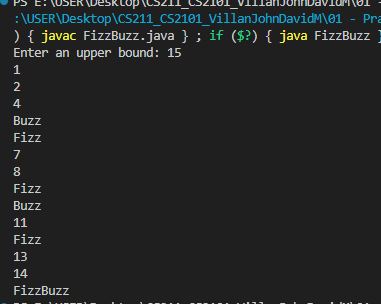 PS E:\USER\Desktop\CS211_CS2101_VillanJohnDavidM\01 -
:\USER\Desktop\CS211_CS2101_VillanJohnDavidM\01 - Pra
) { javac FizzBuzz.java } ; if ($?) { java FizzBuzz }
Enter an upper bound: 15
1
2
4
Buzz
Fizz
7
8
Fizz
Buzz
11
Fizz
13
14
FizzBuzz